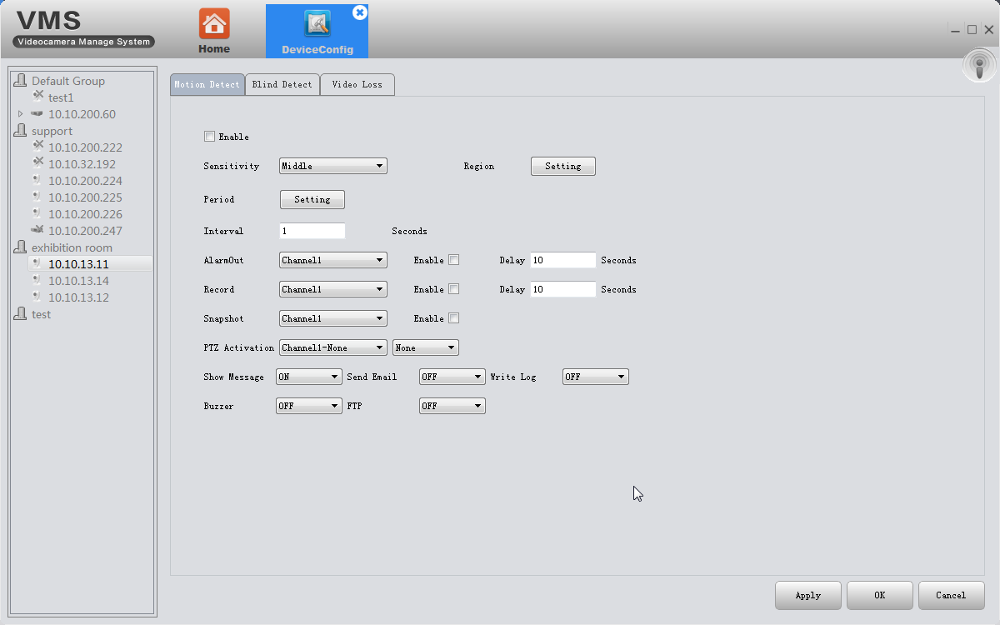 VMS
Videocamera Manage System
Home
DeviceConfig
Default Group
test1
10.10.200.60
support
10.10.200.222
10.10.32.192
10.10.200.224
10.10.200.225
10.10.200.226
10.10.200.247
exhibition room
10.10.13.11
10.10.13.14
10.10.13.12
test
Motion Detect Blind Detect Video Loss
Enable
Sensitivity Middle Region Setting
Period Setting
Interval 1 Seconds
AlarmOut Channel1 Enable Delay 10 Seconds
Record Channel1 Enable Delay 10 Seconds
Snapshot Channel1 Enable
PTZ Activation Channel1-None None
Show Message ON Send Email OFF Write Log OFF
Buzzer OFF FTP OFF
Apply OK Cancel